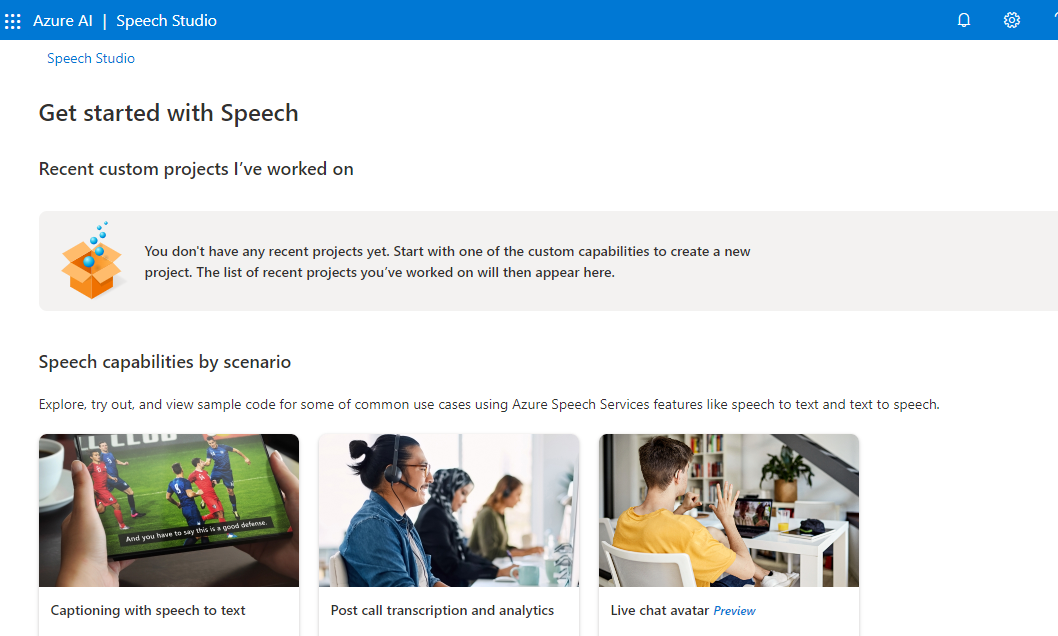 Azure AI | Speech Studio
Speech Studio
Get started with Speech
Recent custom projects I’ve worked on
You don't have any recent projects yet. Start with one of the custom capabilities to create a new
project. The list of recent projects you’ve worked on will then appear here.
Speech capabilities by scenario
Explore, try out, and view sample code for some of common use cases using Azure Speech Services features like speech to text and text to speech.
LL CLUB
And you have to say this is a good defense.
Captioning with speech to text
Post call transcription and analytics
Live chat avatar Preview